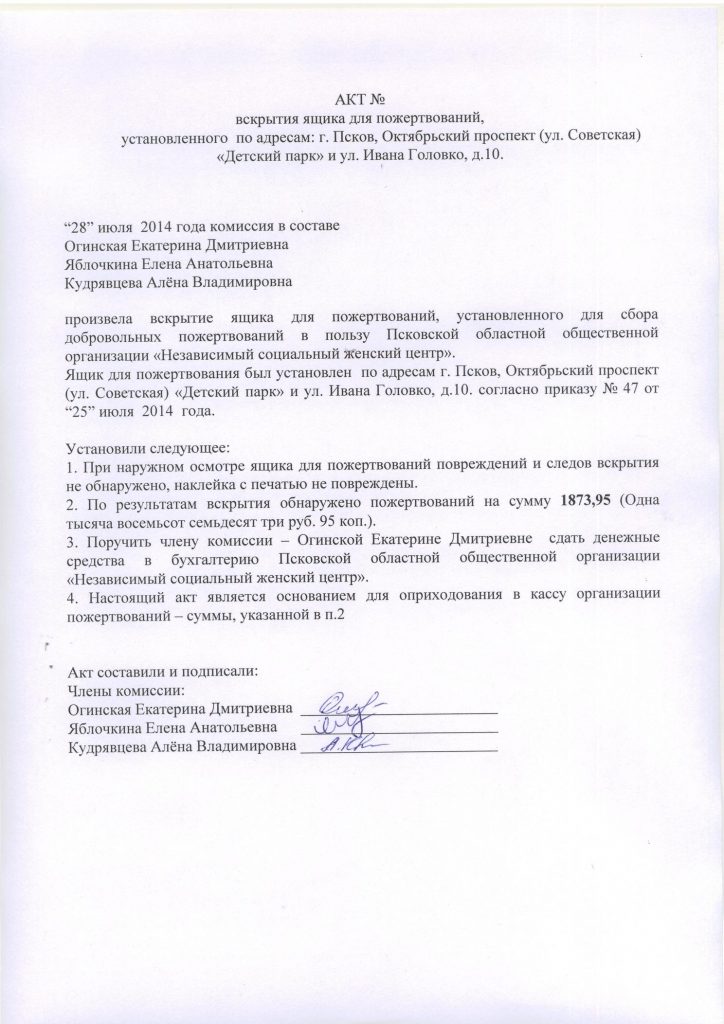 АКТ №
вскрытия ящика для пожертвований,
установленного по адресам: г. Псков, Октябрьский проспект (ул. Советская)
«Детский парк» и ул. Ивана Головко, д.10.
“28” июля 2014 года комиссия в составе
Огинская Екатерина Дмитриевна
Яблочкина Елена Анатольевна
Кудрявцева Алёна Владимировна
произвела вскрытие ящика для пожертвований, установленного для сбора
добровольных пожертвований в пользу Псковской областной общественной
организации «Независимый социальный женский центр».
Ящик для пожертвования был установлен по адресам г. Псков, Октябрьский проспект
(ул. Советская) «Детский парк» и ул. Ивана Головко, д.10. согласно приказу № 47 от
“25” июля 2014 года.
Установили следующее:
1. При наружном осмотре ящика для пожертвований повреждений и следов вскрытия
не обнаружено, наклейка с печатью не повреждены.
2. По результатам вскрытия обнаружено пожертвований на сумму 1873,95 (Одна
тысяча восемьсот семьдесят три руб. 95 коп.).
3. Поручить члену комиссии – Огинской Екатерине Дмитриевне сдать денежные
средства в бухгалтерию Псковской областной общественной организации
«Независимый социальный женский центр».
4. Настоящий акт является основанием для оприходования в кассу организации
пожертвований – суммы, указанной в п.2
Акт составили и подписали:
Члены комиссии:
Огинская Екатерина Дмитриевна
Яблочкина Елена Анатольевна
Кудрявцева Алёна Владимировна